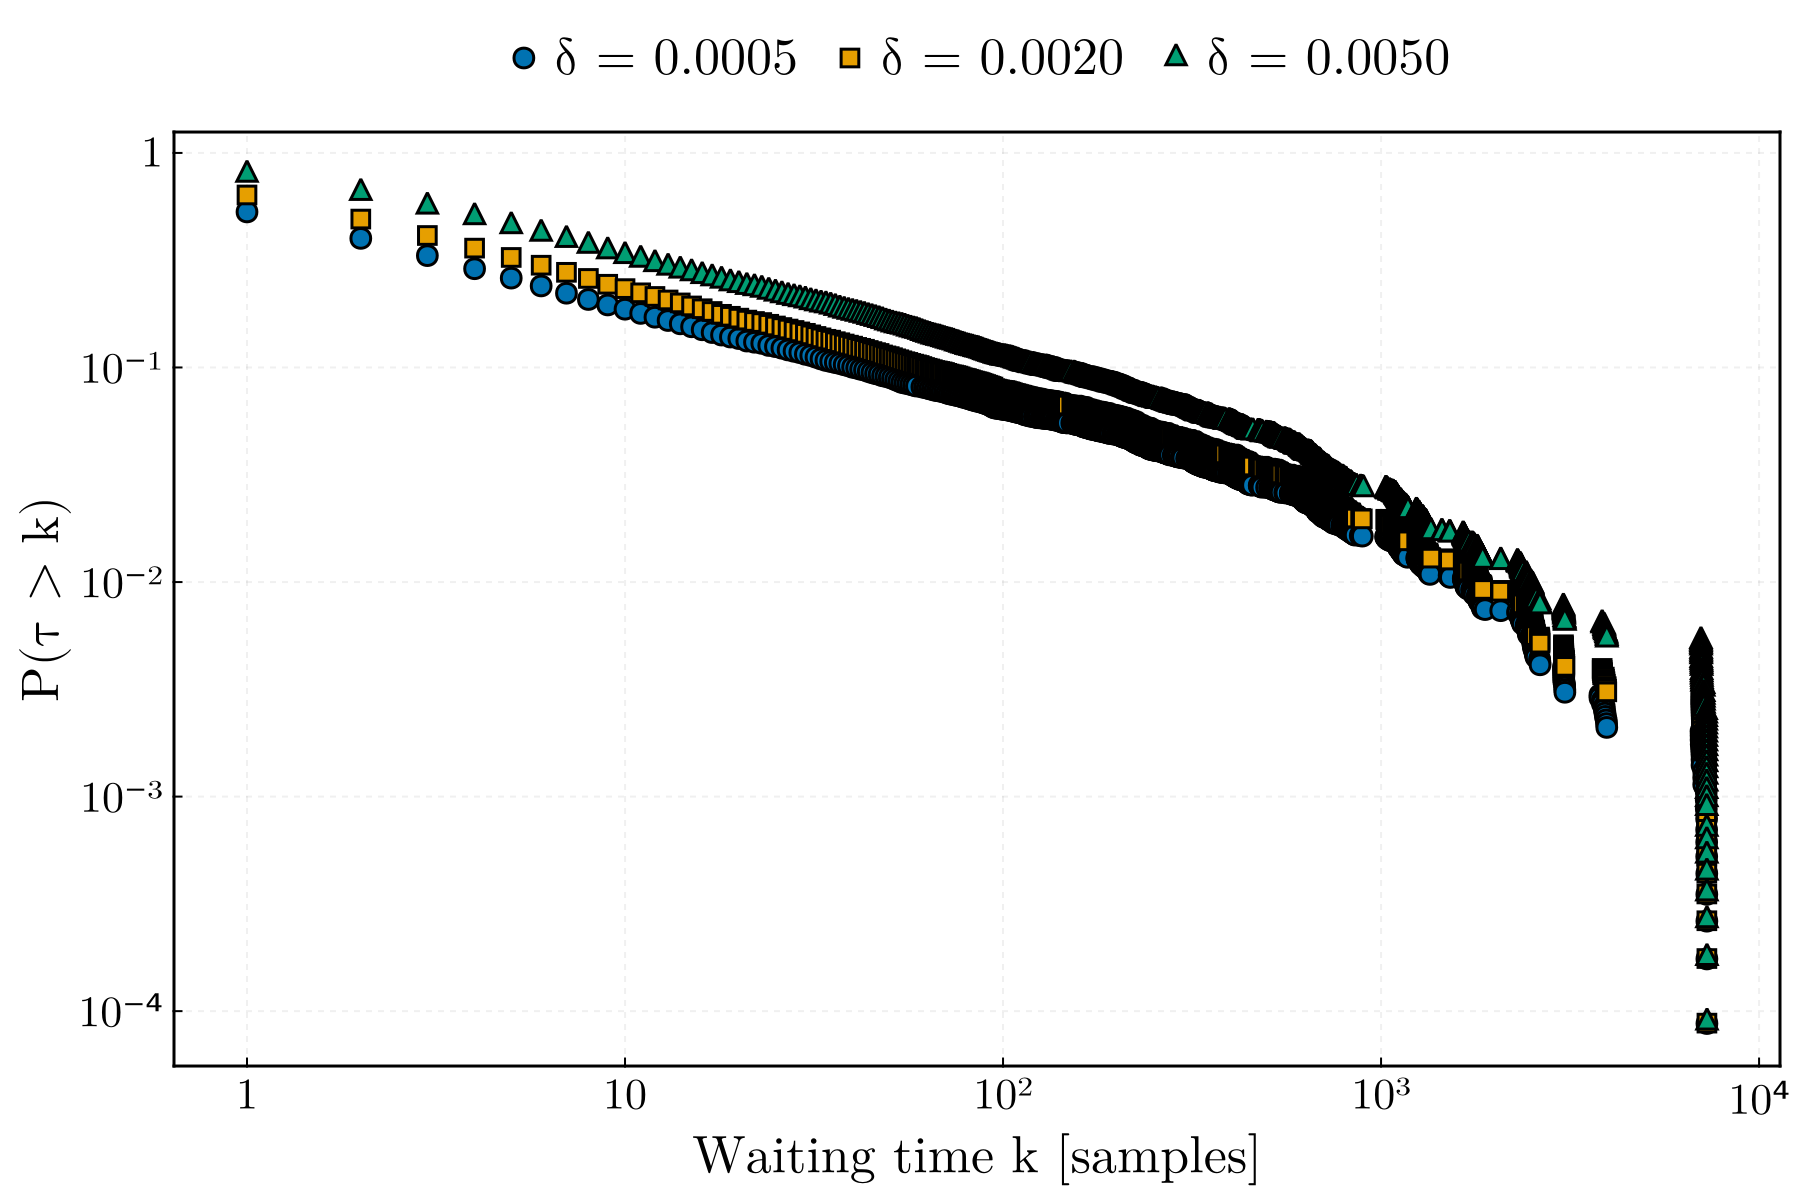 δ = 0.0005 δ = 0.0020 δ = 0.0050
1
10⁻¹
10⁻²
10⁻³
10⁻⁴
P(τ > k)
1 10 10² 10³ 10⁴
Waiting time k [samples]